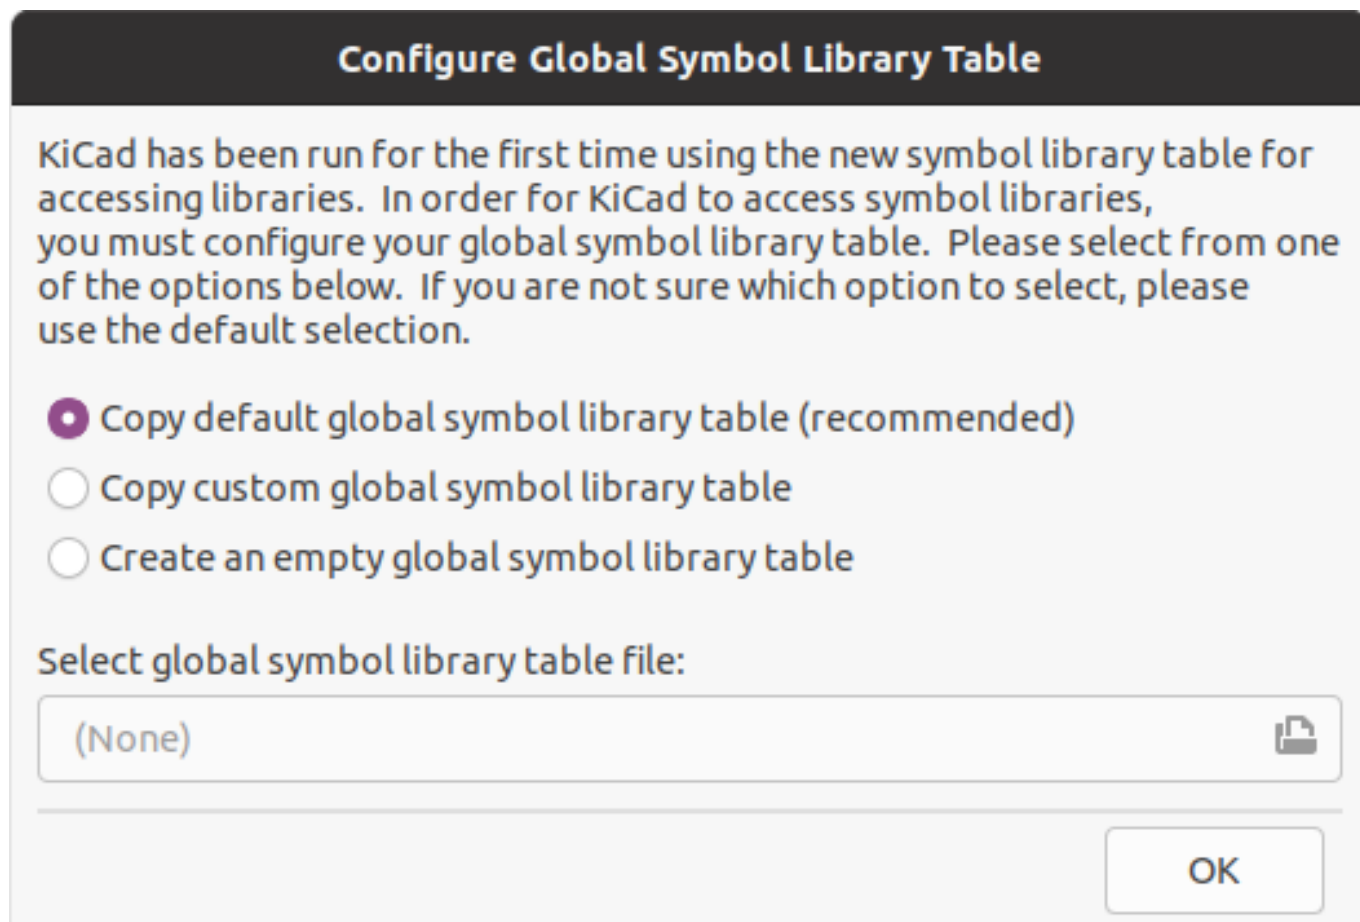 Configure Global Symbol Library Table
KiCad has been run for the first time using the new symbol library table for
accessing libraries.  In order for KiCad to access symbol libraries,
you must configure your global symbol library table.  Please select from one
of the options below.  If you are not sure which option to select, please
use the default selection.
Copy default global symbol library table (recommended)
Copy custom global symbol library table
Create an empty global symbol library table
Select global symbol library table file:
(None)
OK